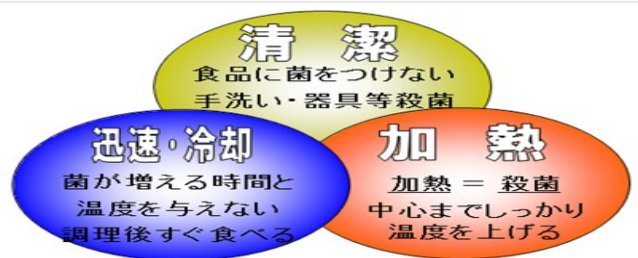 清 潔
食品に菌をつけない
手洗い・器具等殺菌
迅速・冷却
菌が増える時間と
温度を与えない
調理後すぐ食べる
加 熱
加熱 = 殺菌
中心までしっかり
温度を上げる